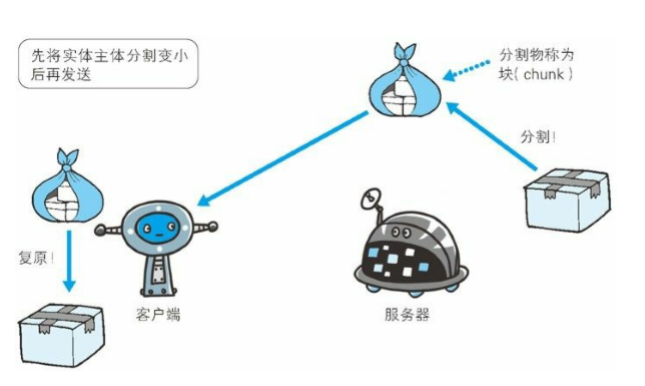 先将实体主体分割变小
后再发送
分割物称为
块( chunk )
分割!
复原!
客户端
服务器